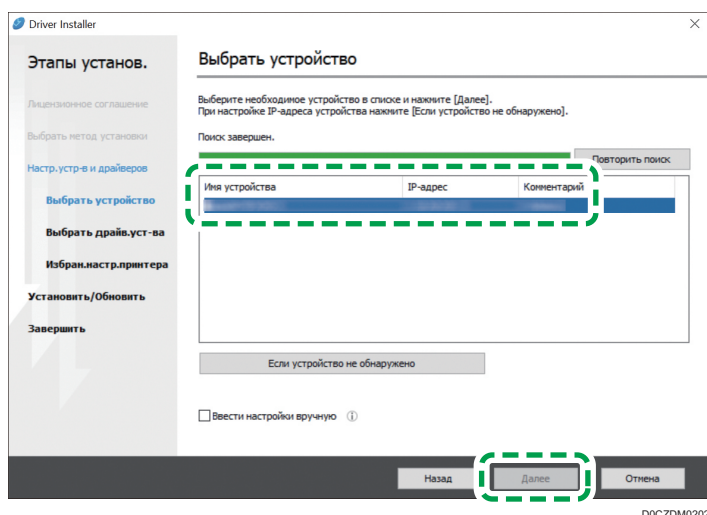 Driver Installer
Этапы установ.
Лицензионное соглашение
Выбрать метод установки
Настр.устр-в и драйверов
Выбрать устройство
Выбрать драйв.уст-ва
Избран.настр.принтера
Установить/Обновить
Завершить
Выбрать устройство
Выберите необходимое устройство в списке и нажмите [Далее].
При настройке IP-адреса устройства нажмите [Если устройство не обнаружено].
Поиск завершен.
Повторить поиск
Имя устройства IP-адрес Комментарий
Если устройство не обнаружено
Ввести настройки вручную
Назад Далее Отмена
D0CZDM0202